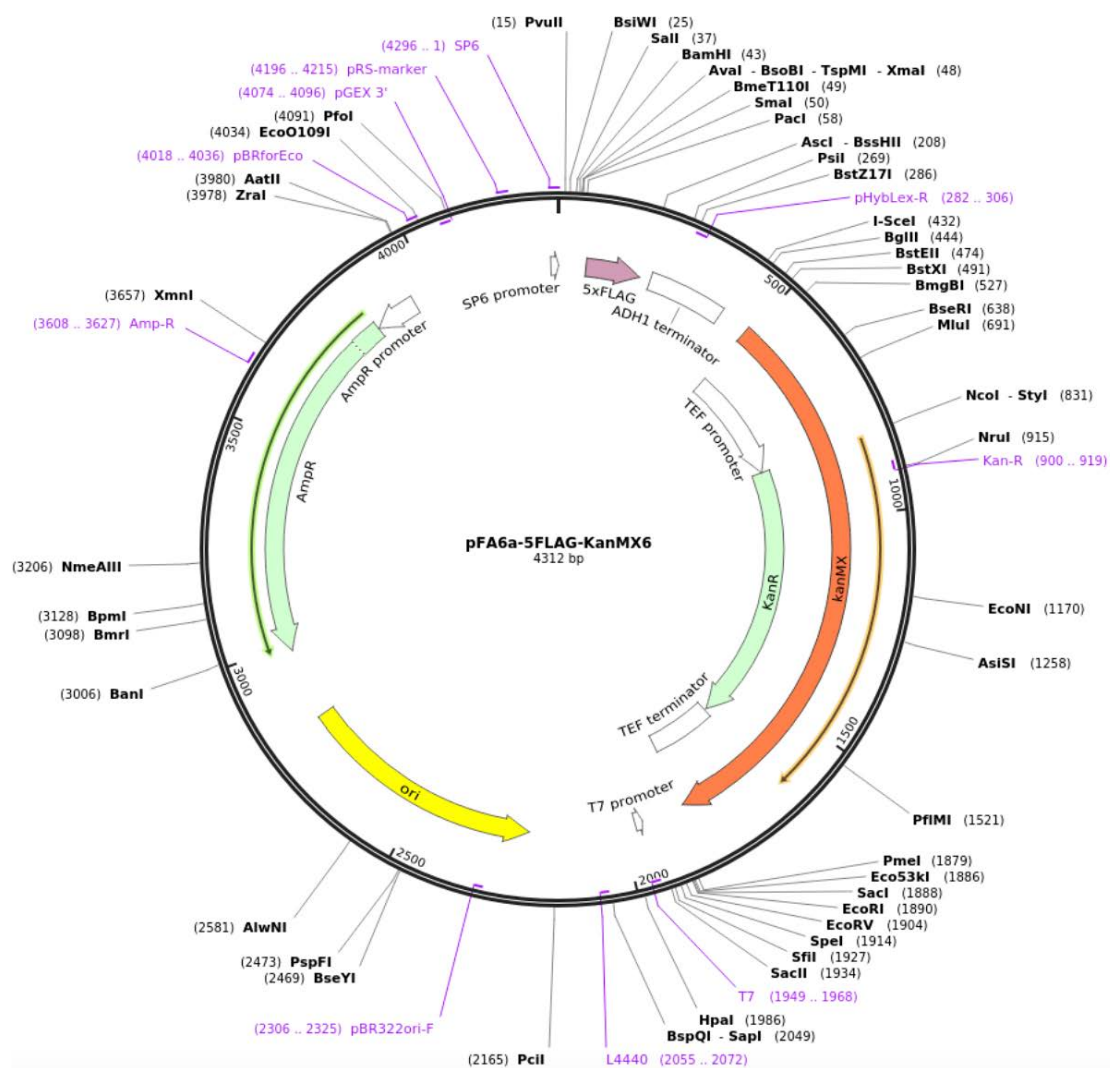 (15) PvuII
BsiWI (25)
SalI (37)
BamHI (43)
AvaI - BsoBI - TspMI - XmaI (48)
BmeT110I (49)
SmaI (50)
PacI (58)
AscI - BssHII (208)
PsiI (269)
BstZ17I (286)
pHybLex-R (282 .. 306)
I-SceI (432)
BglII (444)
BstEII (474)
BstXI (491)
BmgBI (527)
BseRI (638)
MluI (691)
NcoI - StyI (831)
NruI (915)
Kan-R (900 .. 919)
EcoNI (1170)
AsiSI (1258)
PflMI (1521)
PmeI (1879)
Eco53kI (1886)
SacI (1888)
EcoRI (1890)
EcoRV (1904)
SpeI (1914)
SfiI (1927)
SacII (1934)
T7 (1949 .. 1968)
HpaI (1986)
BspQI - SapI (2049)
L4440 (2055 .. 2072)
(2165) PciI
(2306 .. 2325) pBR322ori-F
(2469) BseYI
(2473) PspFI
(2581) AlwNI
(3006) BanI
(3098) BmrI
(3128) BpmI
(3206) NmeAIII
(3608 .. 3627) Amp-R
(3657) XmnI
(3978) ZraI
(3980) AatII
(4018 .. 4036) pBRforEco
(4034) EcoO109I
(4091) PfoI
(4074 .. 4096) pGEX 3'
(4196 .. 4215) pRS-marker
(4296 .. 1) SP6
500
1000
1500
2000
2500
3000
3500
4000
SP6 promoter
5xFLAG
ADH1 terminator
TEF promoter
kanMX
KanR
TEF terminator
T7 promoter
ori
AmpR
AmpR promoter
pFA6a-5FLAG-KanMX6
4312 bp